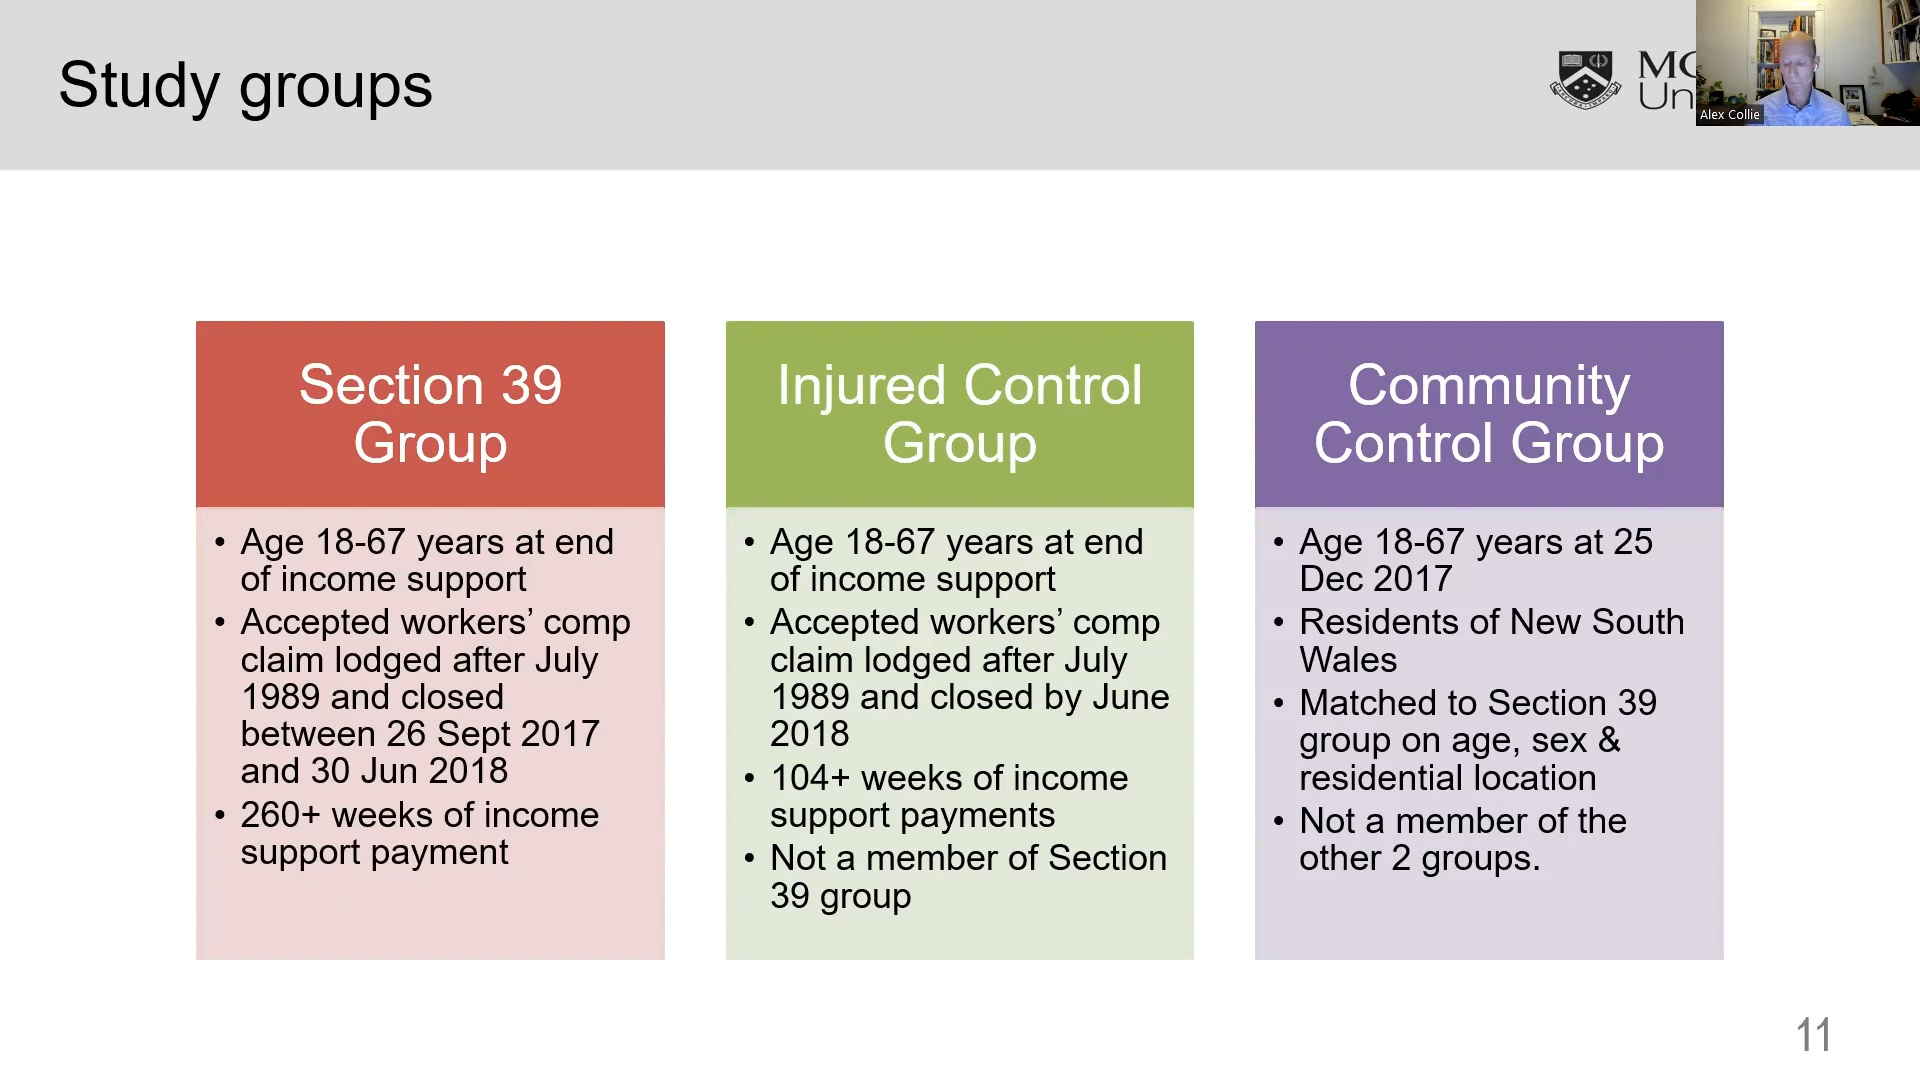 Study groups
Alex Collie
Section 39
Group
• Age 18-67 years at end
of income support
• Accepted workers’ comp
claim lodged after July
1989 and closed
between 26 Sept 2017
and 30 Jun 2018
• 260+ weeks of income
support payment
Injured Control
Group
• Age 18-67 years at end
of income support
• Accepted workers’ comp
claim lodged after July
1989 and closed by June
2018
• 104+ weeks of income
support payments
• Not a member of Section
39 group
Community
Control Group
• Age 18-67 years at 25
Dec 2017
• Residents of New South
Wales
• Matched to Section 39
group on age, sex &
residential location
• Not a member of the
other 2 groups.
11